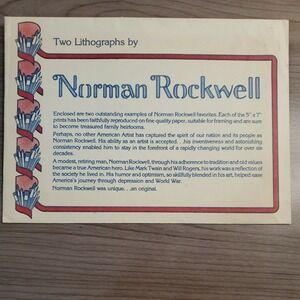 Two Lithographs by
Norman Rockwell
Enclosed are two outstanding examples of Norman Rockwell favorites. Each of the 5" x 7"
prints has been faithfully reproduced on fine quality paper, suitable for framing and are sure
to become treasured family heirlooms.
Perhaps, no other American Artist has captured the spirit of our nation and its people as
Norman Rockwell. His ability as an artist is accepted. . .his inventiveness and astonishing
consistency enabled him to stay in the forefront of a rapidly changing world for over six
decades.
A modest, retiring man, Norman Rockwell, through his adherence to tradition and old values
became a true American hero. Like Mark Twain and Will Rogers, his work was a reflection of
the society he lived in. His humor and optimism, so skillfully blended in his art, helped ease
America's journey through depression and World War.
Norman Rockwell was unique. . .an original.